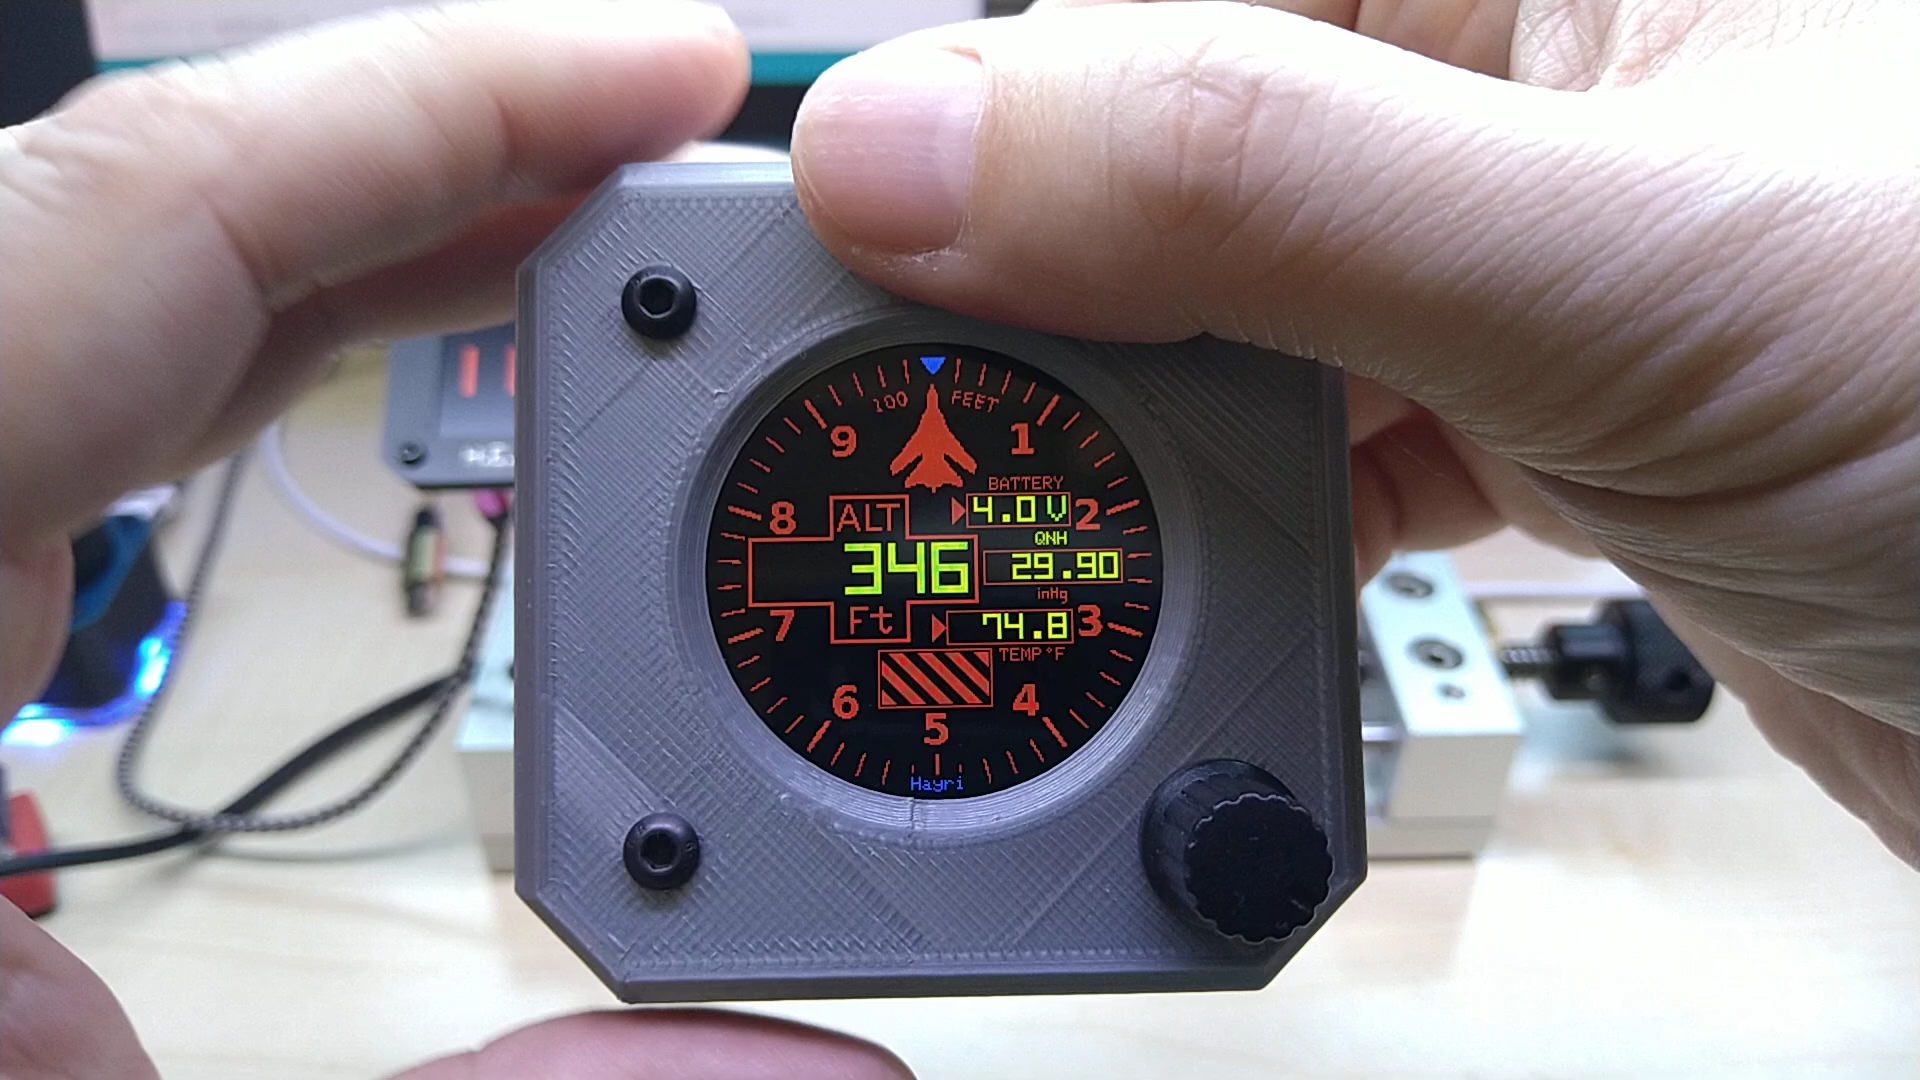 100 FEET
9 1
BATTERY
8 ALT 4.0V 2
QNH
346 29.90
inHg
7 Ft 74.8 3
TEMP°F
6 4
5
Hayri